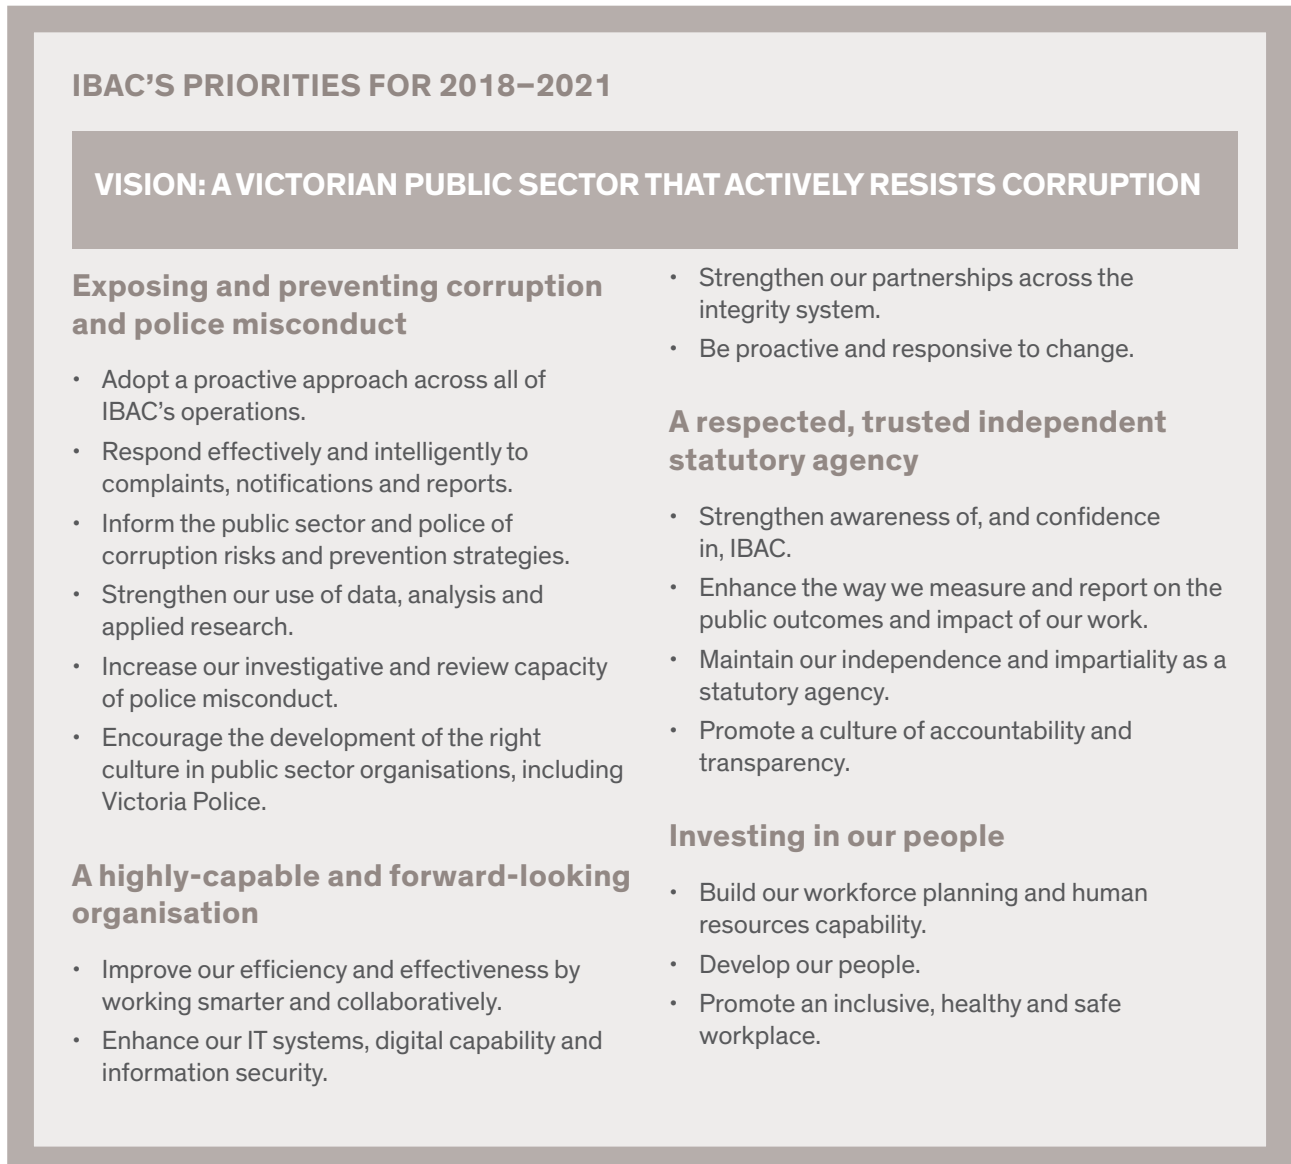 IBAC’S PRIORITIES FOR 2018–2021
VISION: A VICTORIAN PUBLIC SECTOR THAT ACTIVELY RESISTS CORRUPTION
Exposing and preventing corruption
and police misconduct
• Adopt a proactive approach across all of
IBAC’s operations.
• Respond effectively and intelligently to
complaints, notifications and reports.
• Inform the public sector and police of
corruption risks and prevention strategies.
• Strengthen our use of data, analysis and
applied research.
• Increase our investigative and review capacity
of police misconduct.
• Encourage the development of the right
culture in public sector organisations, including
Victoria Police.
A highly-capable and forward-looking
organisation
• Improve our efficiency and effectiveness by
working smarter and collaboratively.
• Enhance our IT systems, digital capability and
information security.
• Strengthen our partnerships across the
integrity system.
• Be proactive and responsive to change.
A respected, trusted independent
statutory agency
• Strengthen awareness of, and confidence
in, IBAC.
• Enhance the way we measure and report on the
public outcomes and impact of our work.
• Maintain our independence and impartiality as a
statutory agency.
• Promote a culture of accountability and
transparency.
Investing in our people
• Build our workforce planning and human
resources capability.
• Develop our people.
• Promote an inclusive, healthy and safe
workplace.